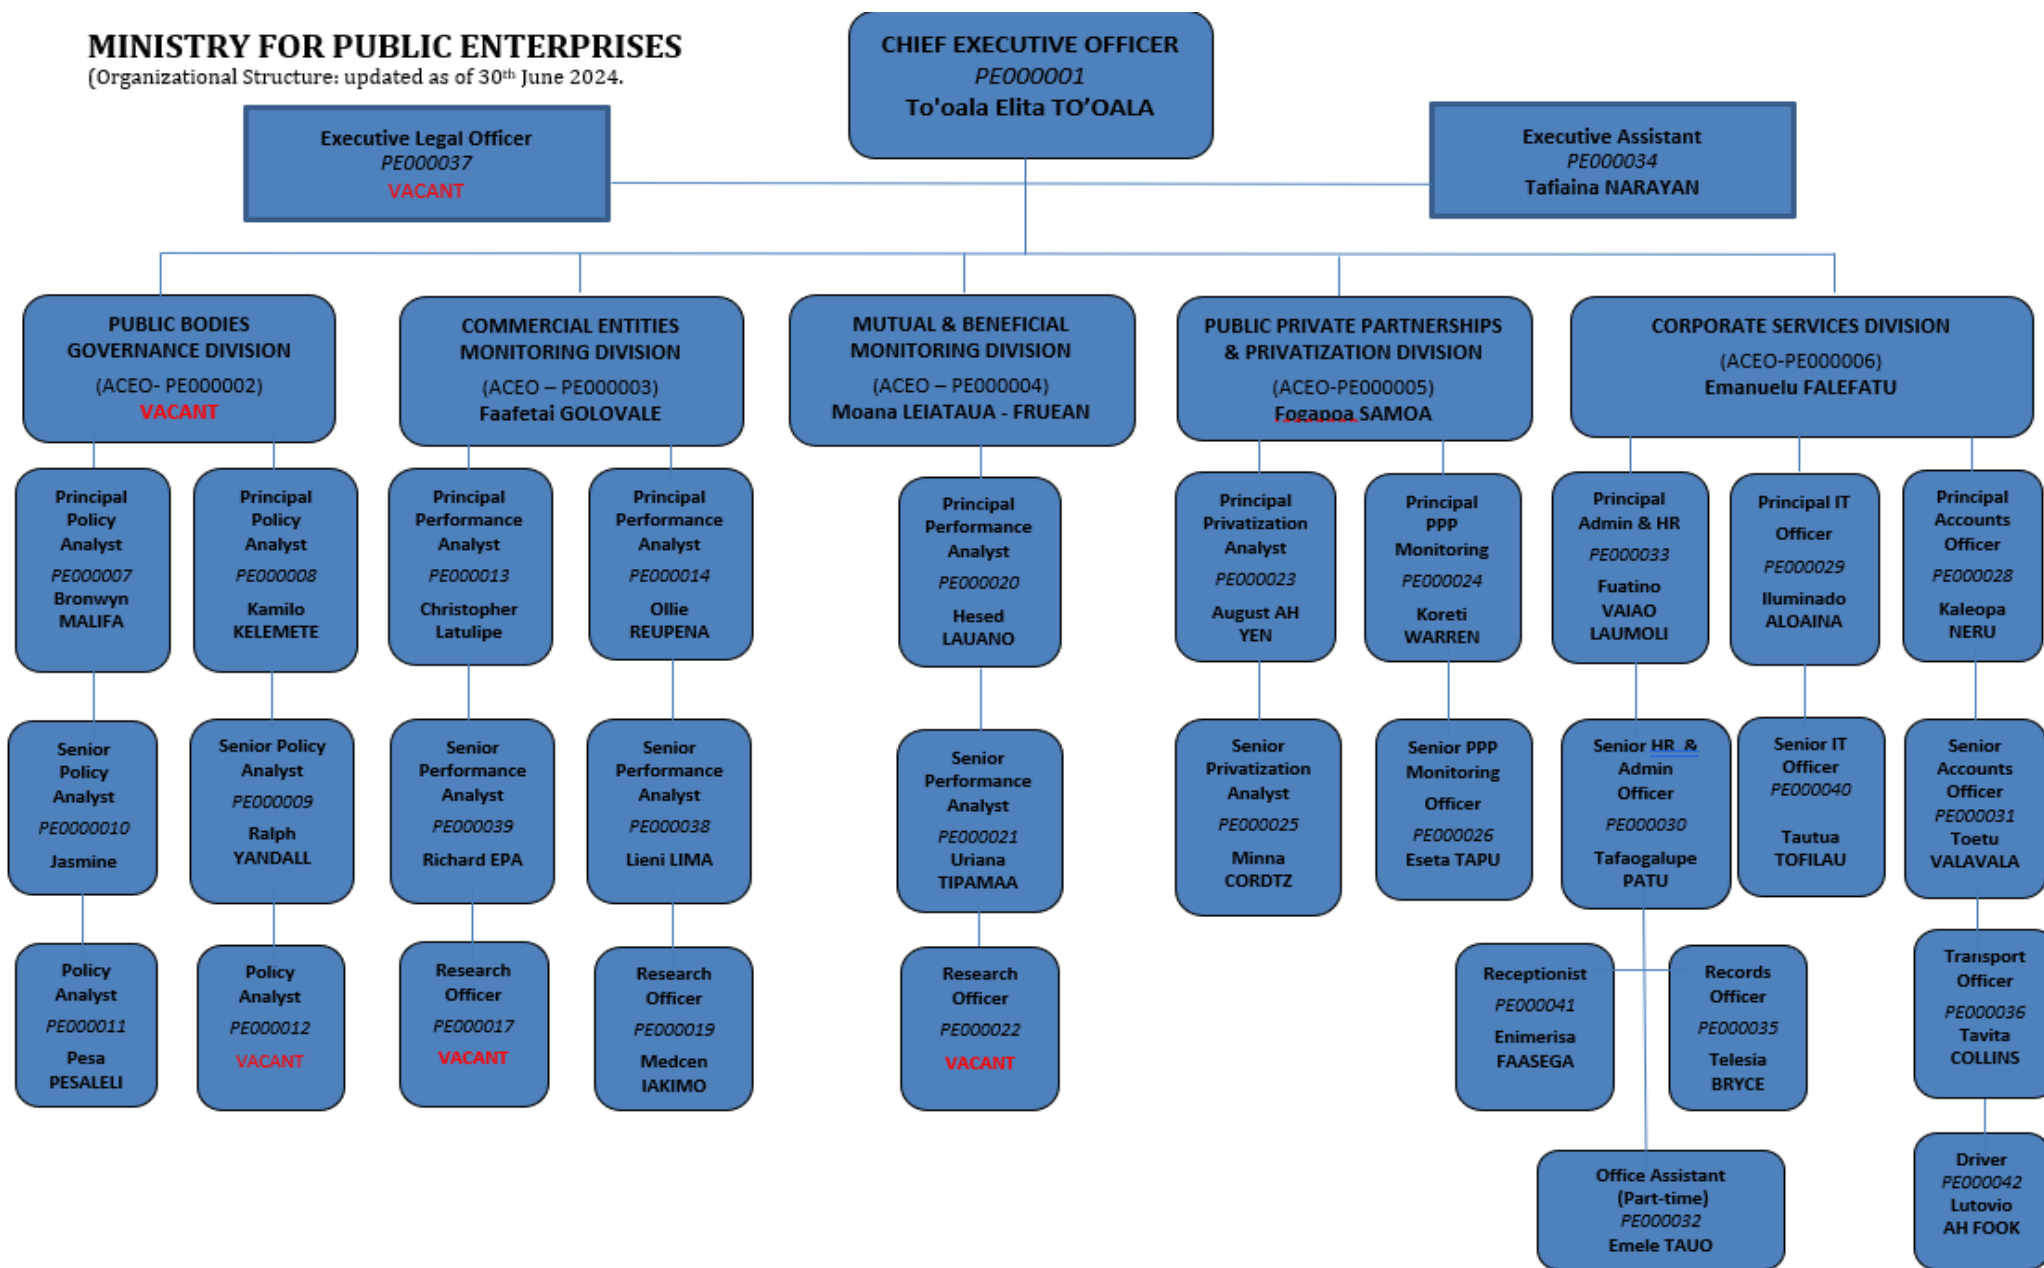 MINISTRY FOR PUBLIC ENTERPRISES
(Organizational Structure: updated as of 30th June 2024.
CHIEF EXECUTIVE OFFICER
PE000001
To'oala Elita TO’OALA
Executive Legal Officer
PE000037
VACANT
Executive Assistant
PE000034
Tafiaina NARAYAN
PUBLIC BODIES
GOVERNANCE DIVISION
(ACEO- PE000002)
VACANT
COMMERCIAL ENTITIES
MONITORING DIVISION
(ACEO – PE000003)
Faafetai GOLOVALE
MUTUAL & BENEFICIAL
MONITORING DIVISION
(ACEO – PE000004)
Moana LEIATAUA - FRUEAN
PUBLIC PRIVATE PARTNERSHIPS
& PRIVATIZATION DIVISION
(ACEO-PE000005)
Fogapoa SAMOA
CORPORATE SERVICES DIVISION
(ACEO-PE000006)
Emanuelu FALEFATU
Principal
Policy
Analyst
PE000007
Bronwyn
MALIFA
Principal
Policy
Analyst
PE000008
Kamilo
KELEMETE
Principal
Performance
Analyst
PE000013
Christopher
Latulipe
Principal
Performance
Analyst
PE000014
Ollie
REUPENA
Principal
Performance
Analyst
PE000020
Hesed
LAUANO
Principal
Privatization
Analyst
PE000023
August AH
YEN
Principal
PPP
Monitoring
PE000024
Koreti
WARREN
Principal
Admin & HR
PE000033
Fuatino
VAIAO
LAUMOLI
Principal IT
Officer
PE000029
Iluminado
ALOAINA
Principal
Accounts
Officer
PE000028
Kaleopa
NERU
Senior
Policy
Analyst
PE0000010
Jasmine
Senior Policy
Analyst
PE000009
Ralph
YANDALL
Senior
Performance
Analyst
PE000039
Richard EPA
Senior
Performance
Analyst
PE000038
Lieni LIMA
Senior
Performance
Analyst
PE000021
Uriana
TIPAMAA
Senior
Privatization
Analyst
PE000025
Minna
CORDTZ
Senior PPP
Monitoring
Officer
PE000026
Eseta TAPU
Senior HR &
Admin
Officer
PE000030
Tafaogalupe
PATU
Senior IT
Officer
PE000040
Tautua
TOFILAU
Senior
Accounts
Officer
PE000031
Toetu
VALAVALA
Policy
Analyst
PE000011
Pesa
PESALELI
Policy
Analyst
PE000012
VACANT
Research
Officer
PE000017
VACANT
Research
Officer
PE000019
Medcen
IAKIMO
Research
Officer
PE000022
VACANT
Receptionist
PE000041
Enimerisa
FAASEGA
Records
Officer
PE000035
Telesia
BRYCE
Transport
Officer
PE000036
Tavita
COLLINS
Office Assistant
(Part-time)
PE000032
Emele TAUO
Driver
PE000042
Lutovio
AH FOOK